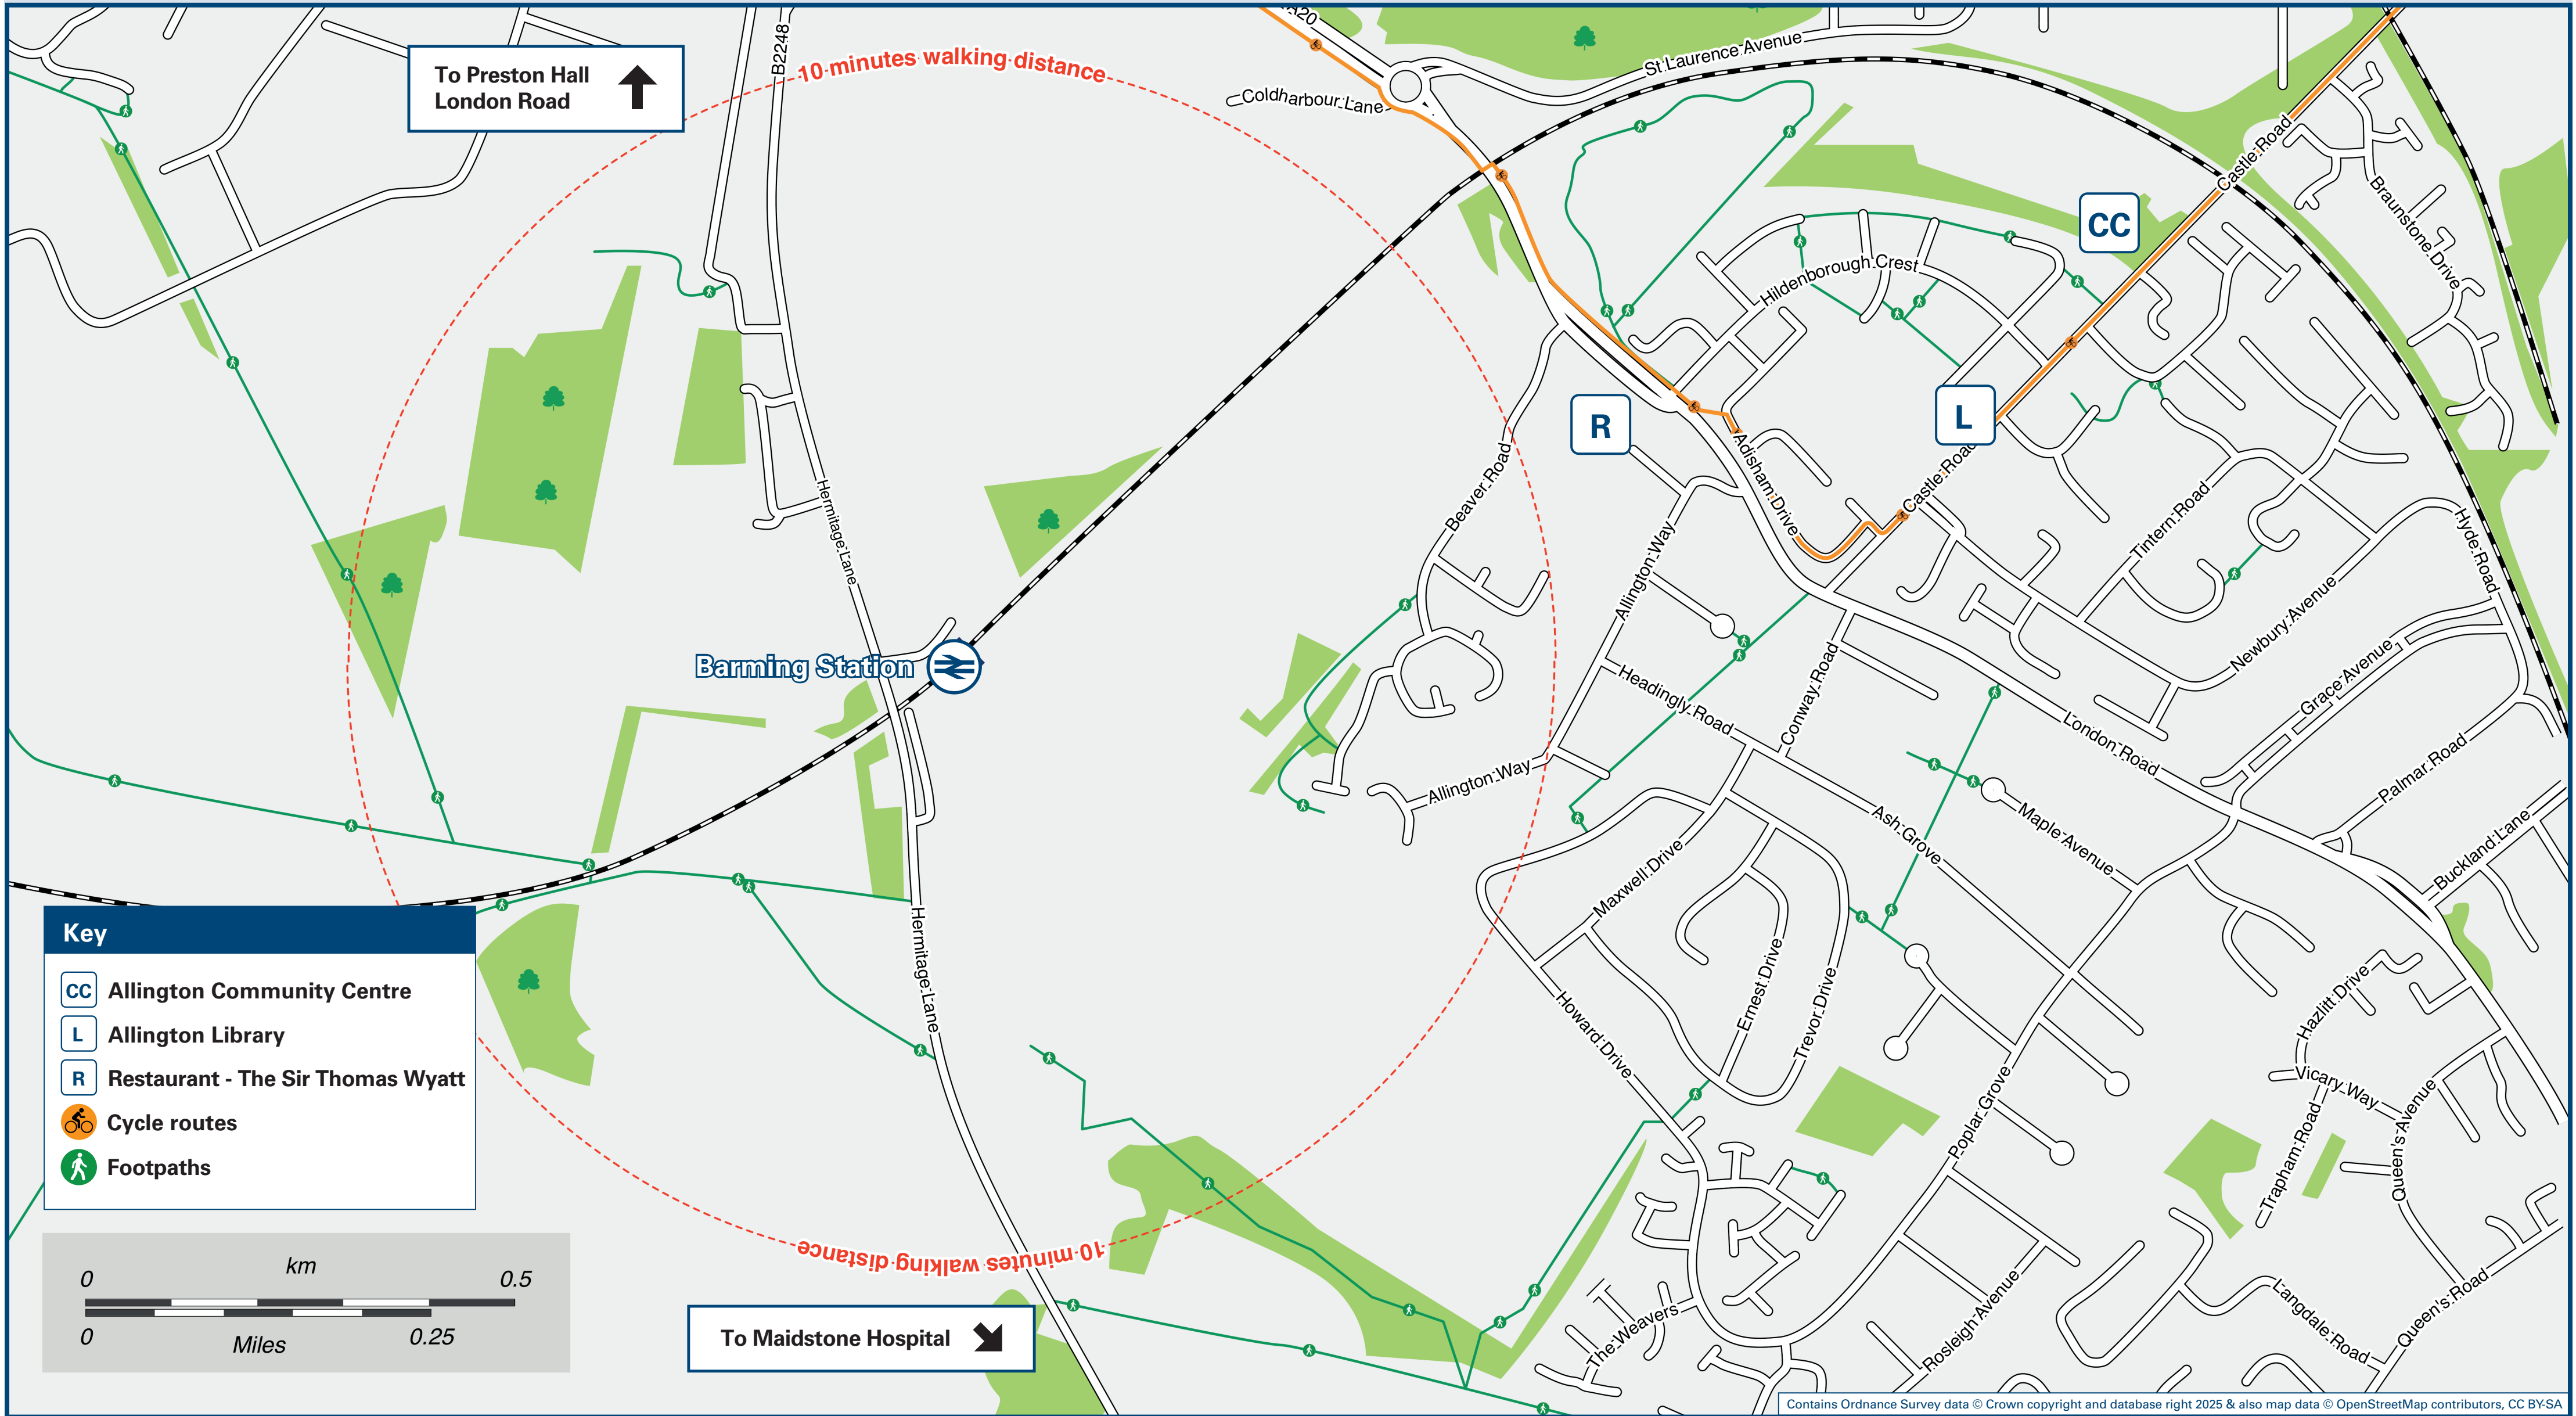 A20
B2248
10 minutes walking distance
St Laurence Avenue
To Preston Hall
London Road
Coldharbour Lane
Castle Road
CC
Braunstone Drive
Hildenborough Crest
R
L
Adisham Drive
Castle Road
Beaver Road
Hermitage Lane
Allington Way
Tintern Road
Hyde Road
Newbury Avenue
Barming Station
Headingly Road
Conway Road
Grace Avenue
London Road
Palmar Road
Allington Way
Ash Grove
Maple Avenue
Buckland Lane
Maxwell Drive
Key
CC Allington Community Centre
L Allington Library
R Restaurant - The Sir Thomas Wyatt
Cycle routes
Footpaths
Hermitage Lane
Ernest Drive
Trevor Drive
Howard Drive
Hazlitt Drive
Vicary Way
Poplar Grove
Trapham Road
Queen's Avenue
10 minutes walking distance
km
0 0.5
0 0.25
Miles
To Maidstone Hospital
The Weavers
Rosleigh Avenue
Langdale Road
Queen's Road
Contains Ordnance Survey data © Crown copyright and database right 2025 & also map data © OpenStreetMap contributors, CC BY-SA